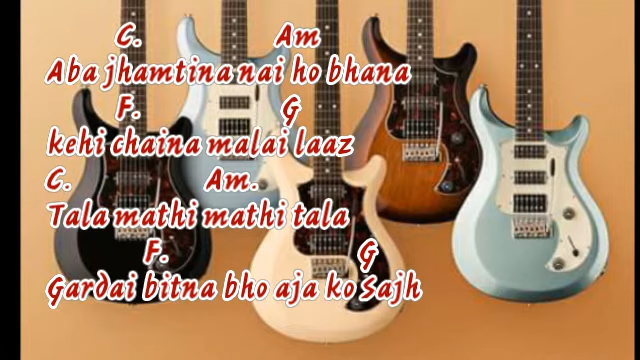 C. Am
Aba jhamtina nai ho bhana
F. G
kehi chaina malai laaz
C. Am.
Tala mathi mathi tala
F. G
Gardai bitna bho aja ko Sajh